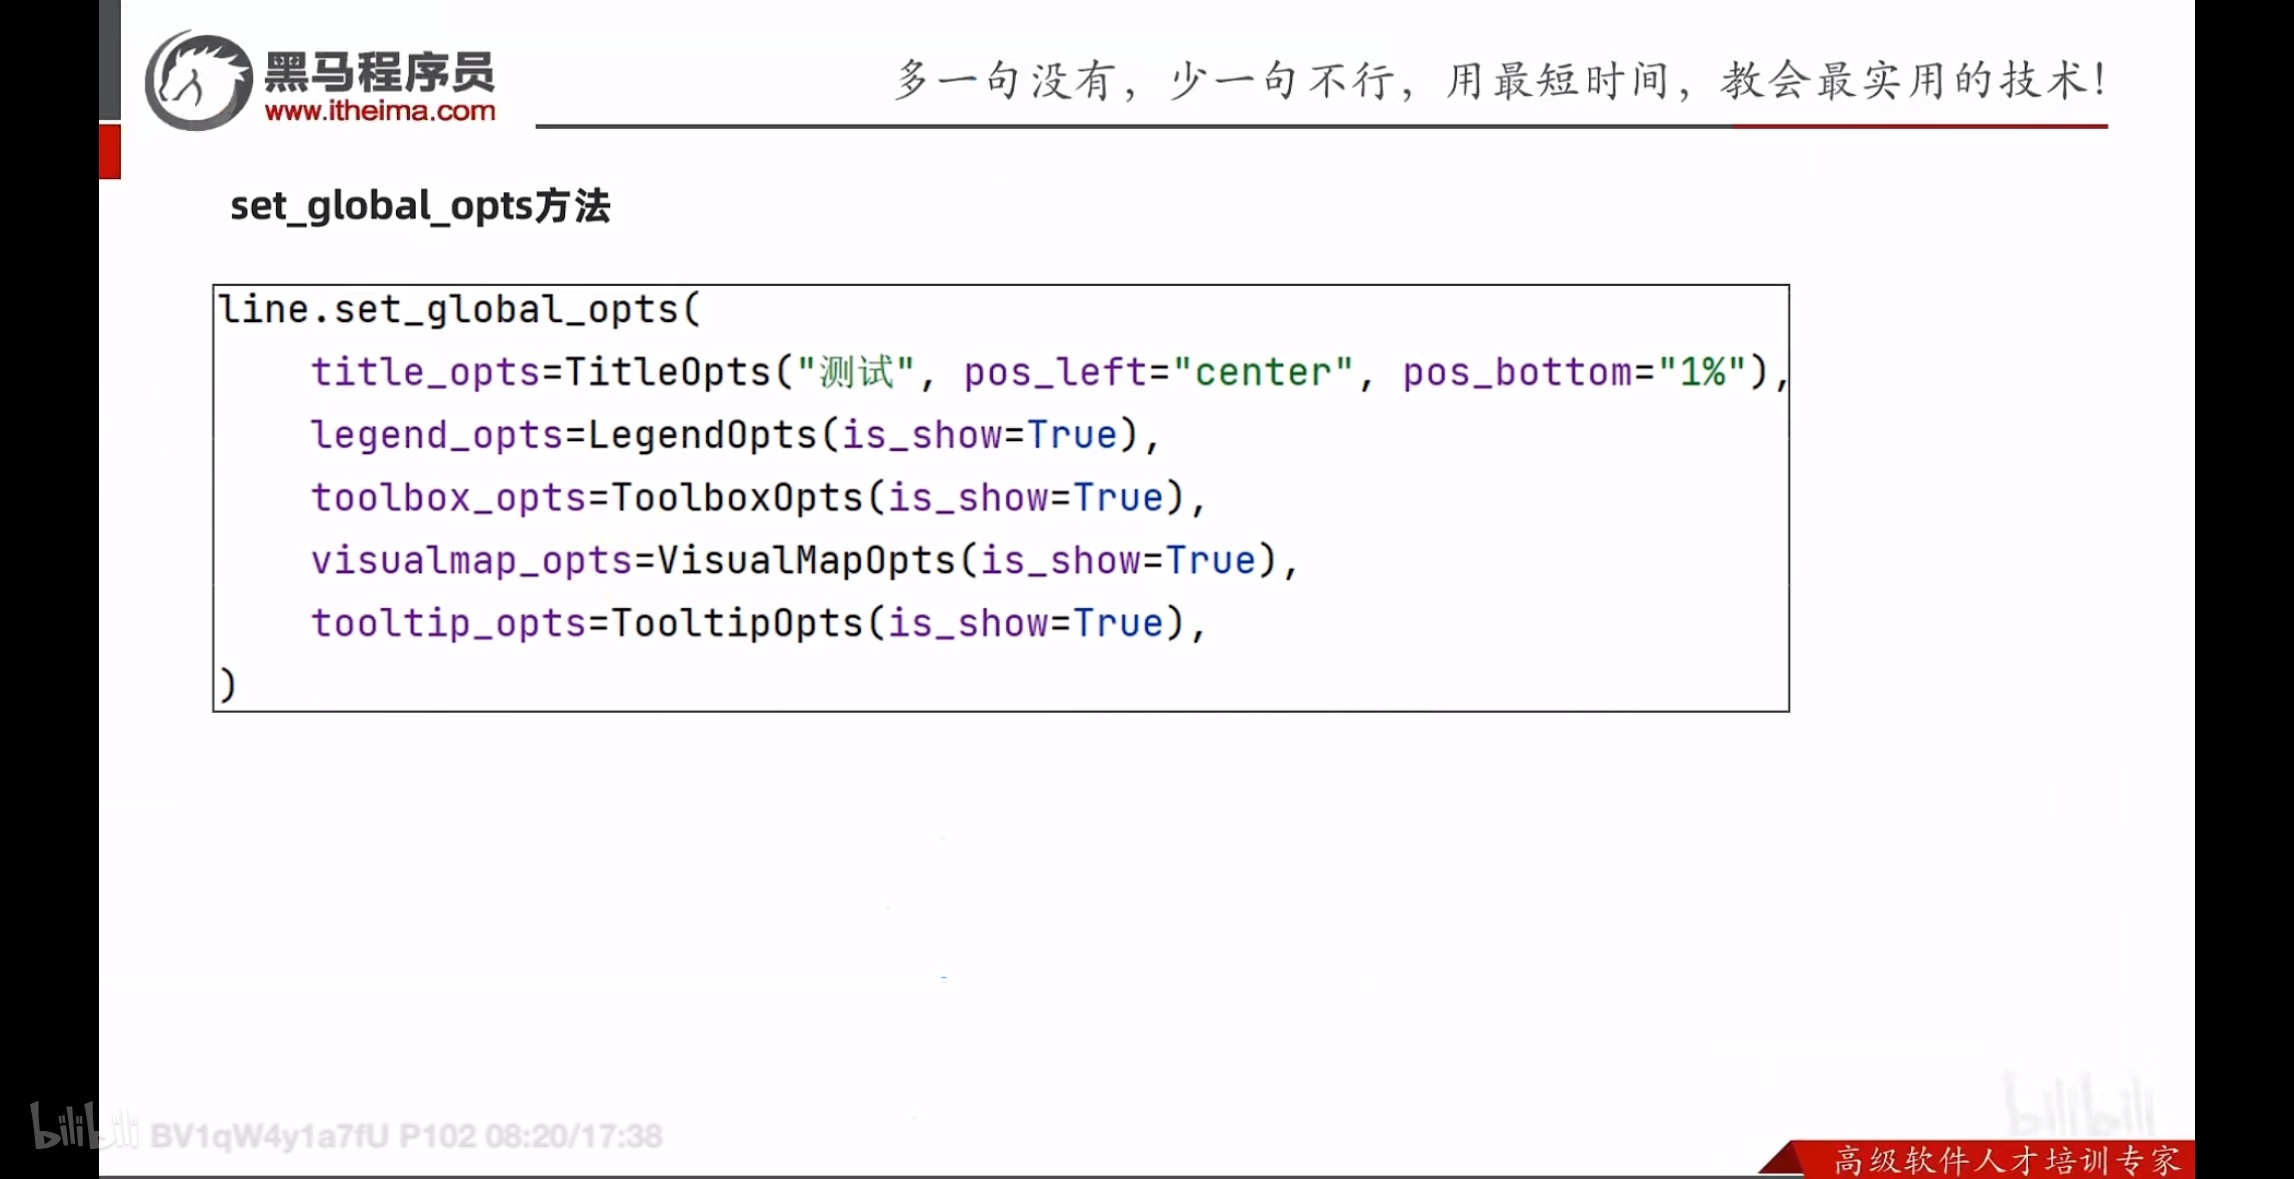 黑马程序员
www.itheima.com
多一句没有，少一句不行，用最短时间，教会最实用的技术！
set_global_opts方法
line.set_global_opts(
    title_opts=TitleOpts("测试", pos_left="center", pos_bottom="1%"),
    legend_opts=LegendOpts(is_show=True),
    toolbox_opts=ToolboxOpts(is_show=True),
    visualmap_opts=VisualMapOpts(is_show=True),
    tooltip_opts=TooltipOpts(is_show=True),
)
bilibili
bilibili BV1qW4y1a7fU P102 08:20/17:38
高级软件人才培训专家